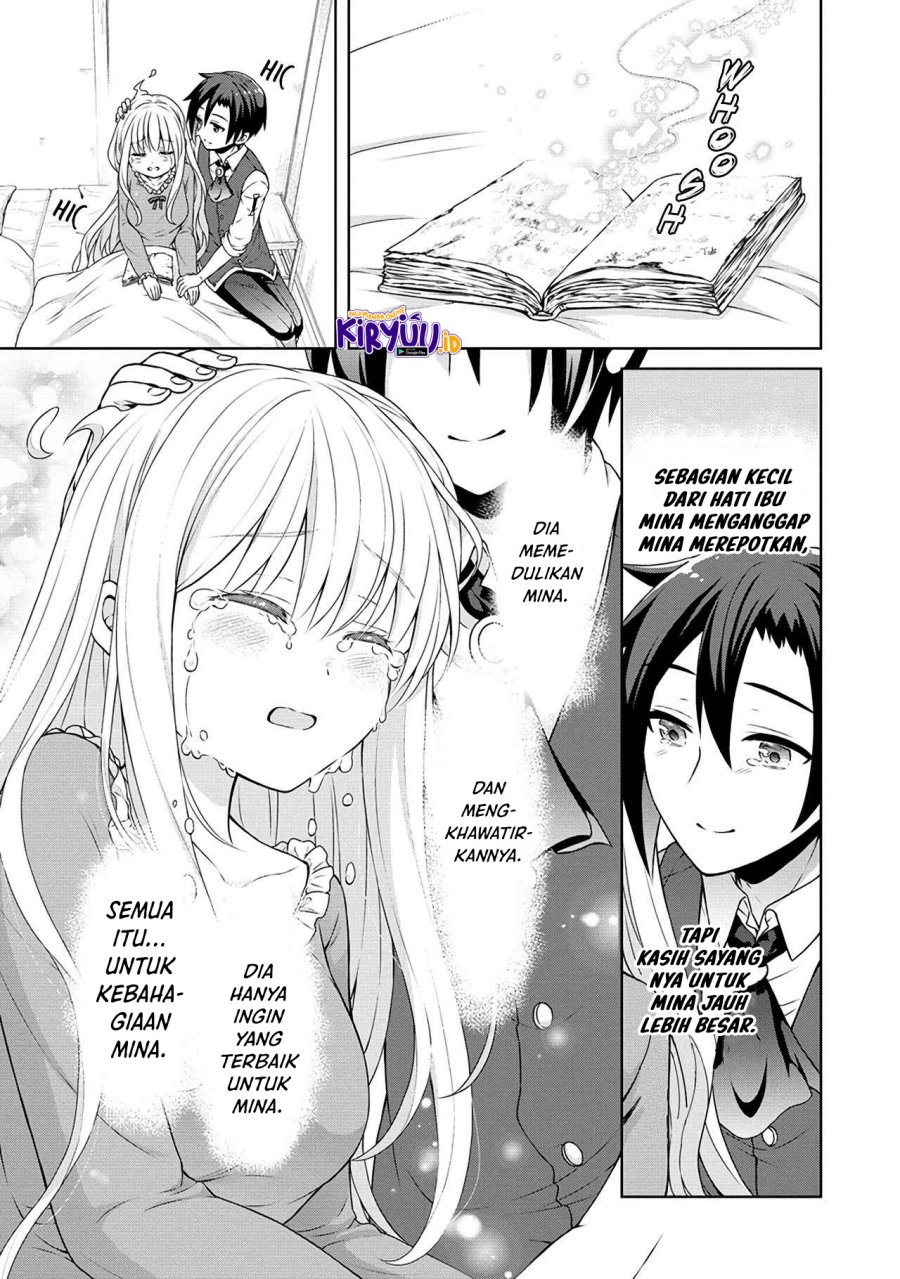 WHOO
SH
HIC
HIC
KIRYUU.id
SEBAGIAN KECIL
DARI HATI IBU
MINA MENGANGGAP
MINA MEREPOTKAN,
TAPI
KASIH SAYANG
NYA UNTUK
MINA JAUH
LEBIH BESAR.
DIA
MEME-
DULIKAN
MINA.
DAN
MENG-
KHAWATIR-
KANNYA.
DIA
HANYA
INGIN
YANG
TERBAIK
UNTUK
MINA.
SEMUA
ITU...
UNTUK
KEBAHA-
GIAAN
MINA.